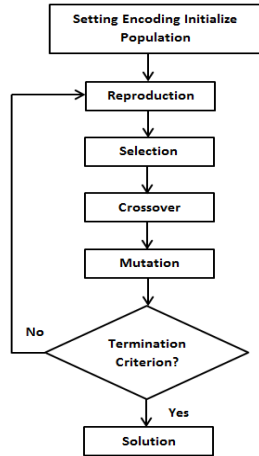 Setting Encoding Initialize
Population
Reproduction
Selection
Crossover
Mutation
No
Termination
Criterion?
Yes
Solution